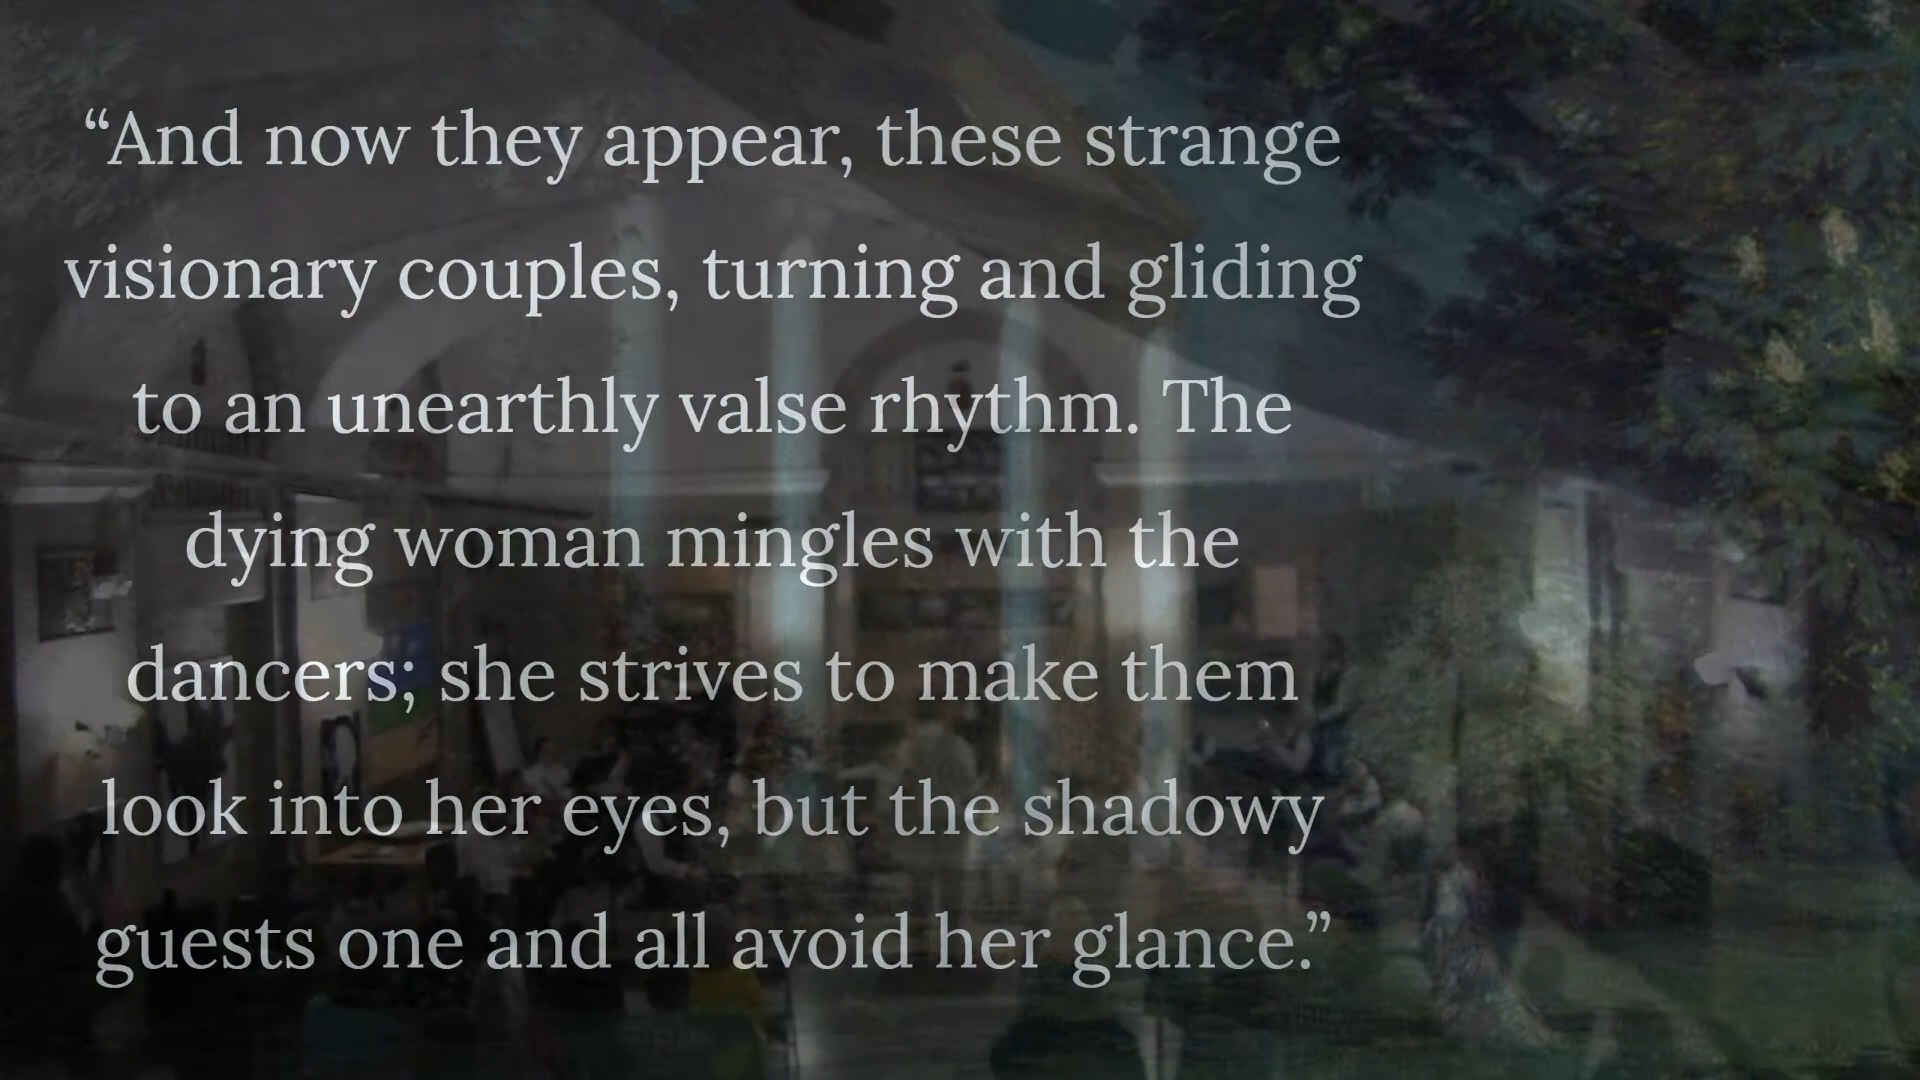 “And now they appear, these strange
visionary couples, turning and gliding
to an unearthly valse rhythm. The
dying woman mingles with the
dancers; she strives to make them
look into her eyes, but the shadowy
guests one and all avoid her glance.”